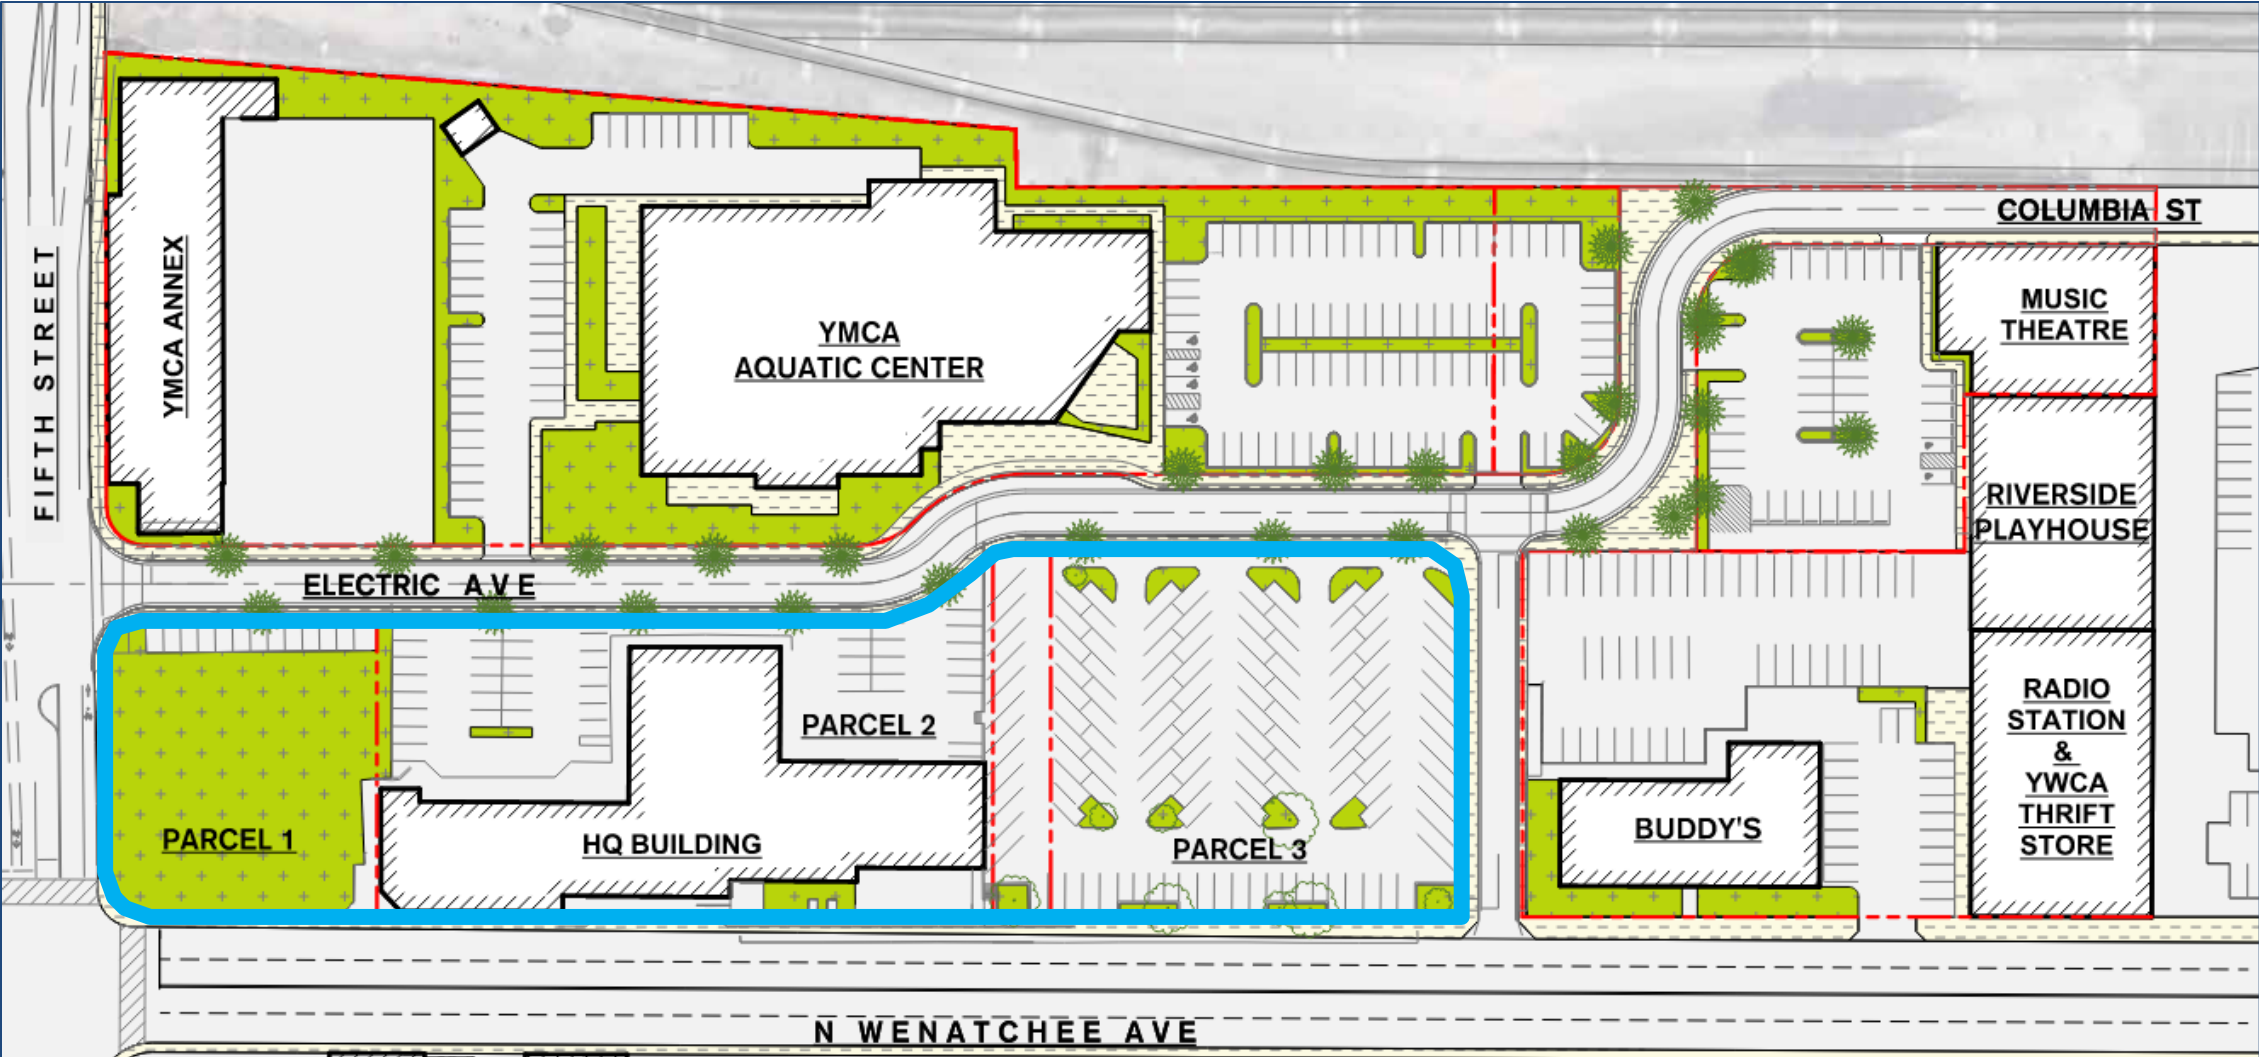 COLUMBIA ST
FIFTH STREET
YMCA ANNEX
YMCA
AQUATIC CENTER
MUSIC
THEATRE
RIVERSIDE
PLAYHOUSE
ELECTRIC AVE
PARCEL 1
PARCEL 2
HQ BUILDING
PARCEL 3
BUDDY'S
RADIO
STATION
&
YWCA
THRIFT
STORE
N WENATCHEE AVE